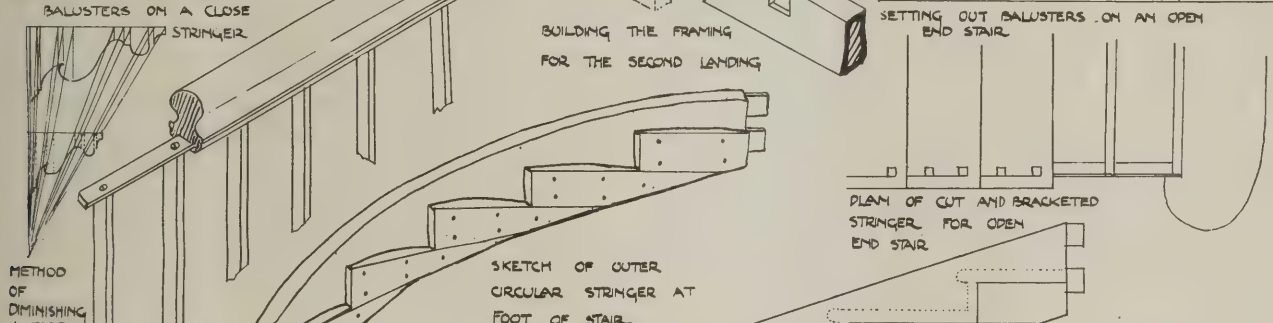 BALUSTERS ON A CLOSE
STRINGER
BUILDING THE FRAMING
FOR THE SECOND LANDING
SETTING OUT BALUSTERS . ON AN OPEN
END STAIR
PLAN OF CUT AND BRACKETED
STRINGER FOR OPEN
END STAIR
METHOD
OF
DIMINISHING
SKETCH OF OUTER
CIRCULAR STRINGER AT
FOOT OF STAIR